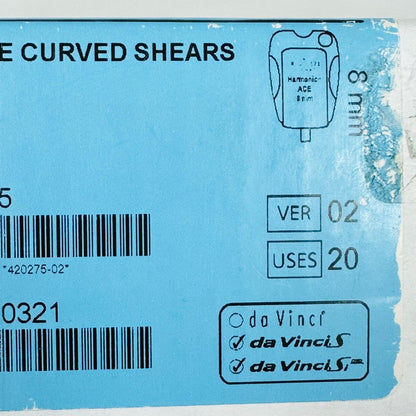 E CURVED SHEARS
Harmonic
ACE
8 mm
8 mm
5
VER 02
*420275-02*
USES 20
0321
da Vinci
da Vinci S
da Vinci Si